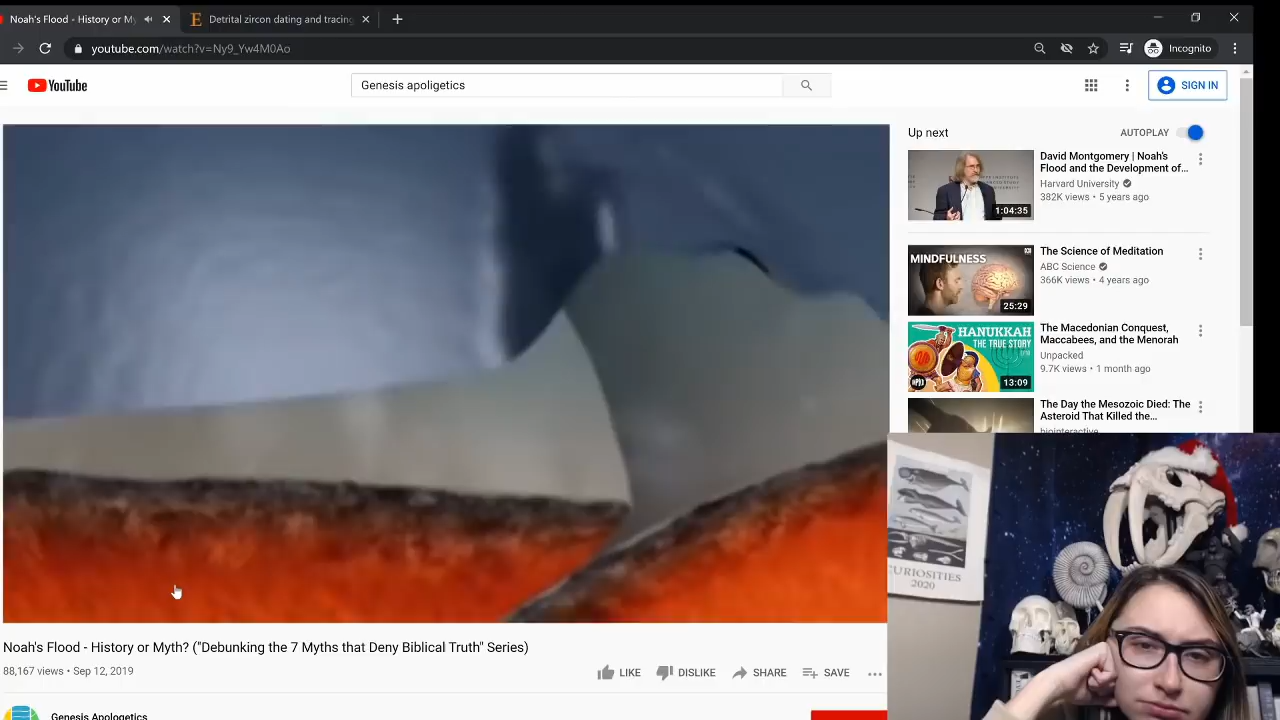 Noah's Flood - History or My
Detrital zircon dating and tracing
youtube.com/watch?v=Ny9_Yw4M0Ao
Incognito
YouTube
Genesis apoligetics
SIGN IN
Up next
AUTOPLAY
1:04:35
David Montgomery | Noah's
Flood and the Development of...
Harvard University
382K views • 5 years ago
MINDFULNESS
25:29
The Science of Meditation
ABC Science
366K views • 4 years ago
HANUKKAH
THE TRUE STORY
13:09
The Macedonian Conquest,
Maccabees, and the Menorah
Unpacked
9.7K views • 1 month ago
The Day the Mesozoic Died: The
Asteroid That Killed the...
biointeractive
CURIOSITIES
2020
Noah's Flood - History or Myth? ("Debunking the 7 Myths that Deny Biblical Truth" Series)
88,167 views • Sep 12, 2019
LIKE
DISLIKE
SHARE
SAVE
Genesis Apologetics